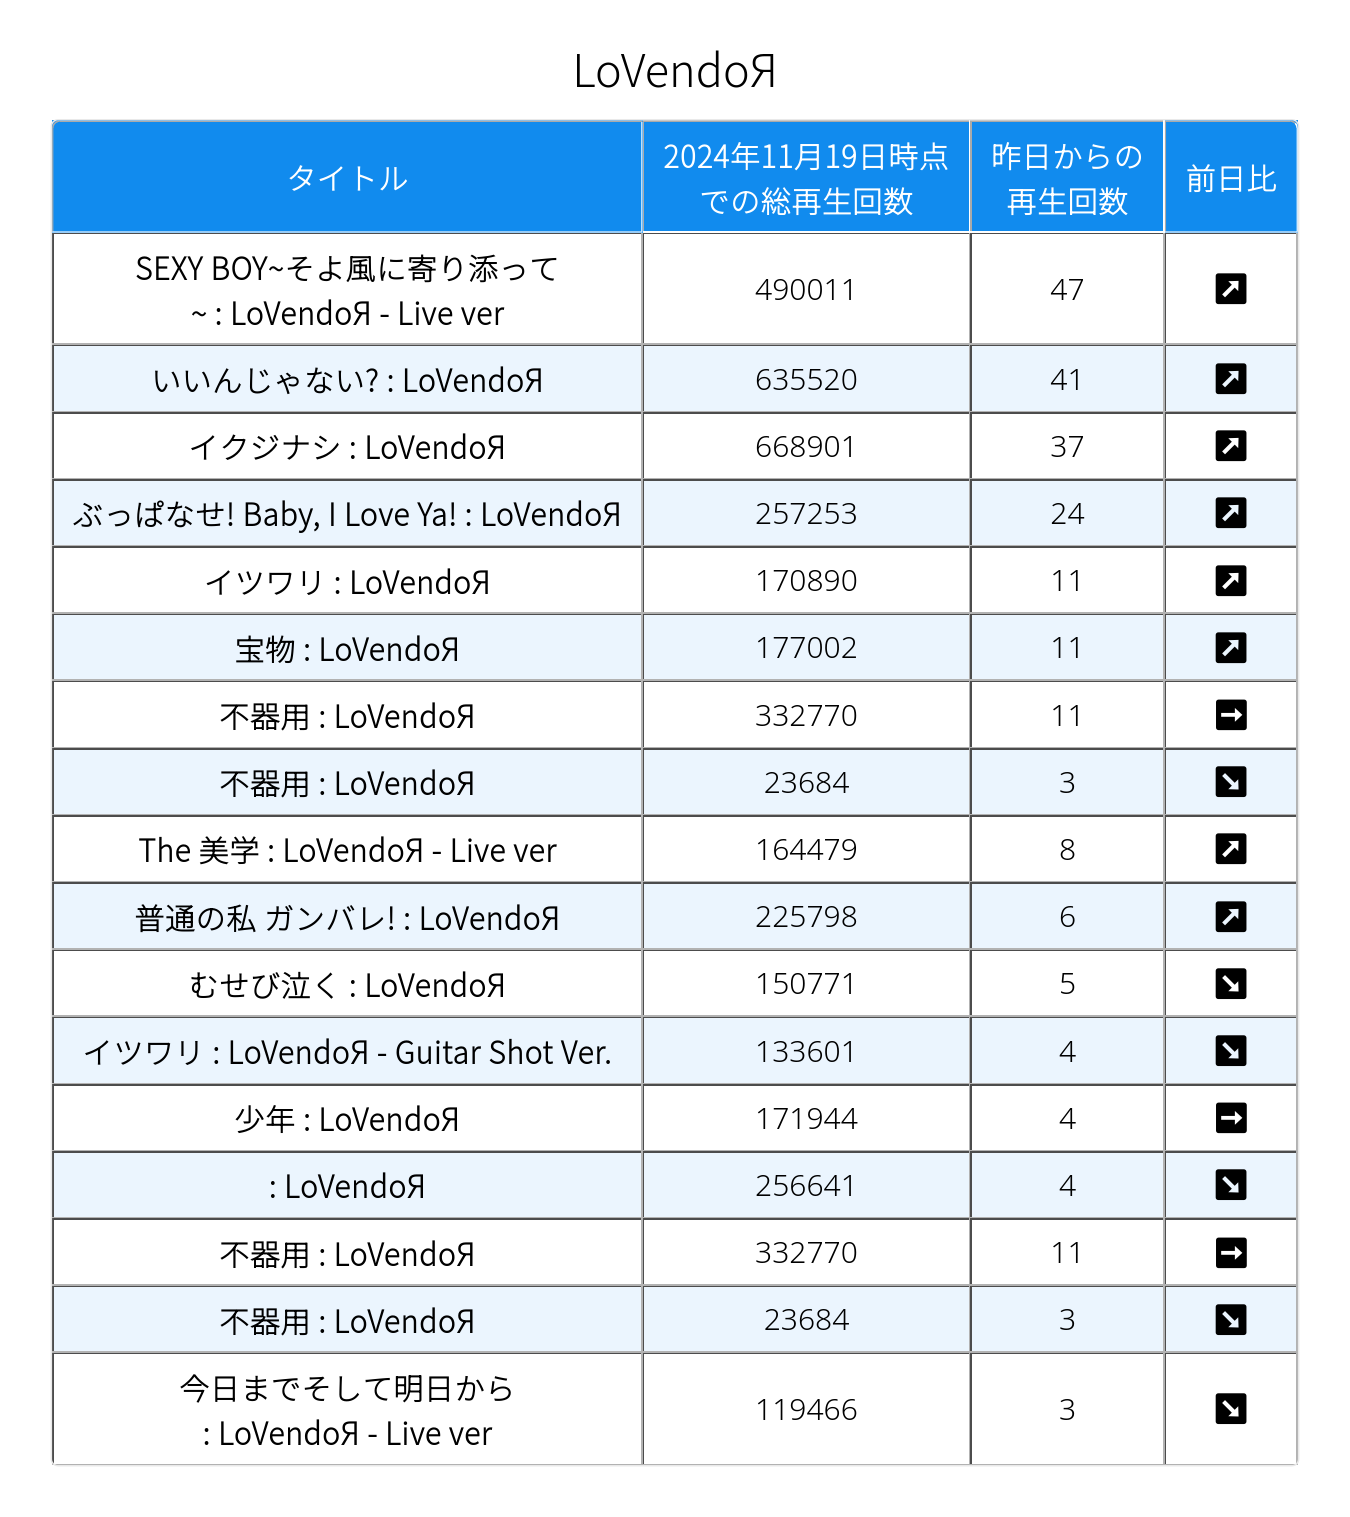 LoVendoЯ
タイトル
2024年11月19日時点
での総再生回数
昨日からの
再生回数
前日比
SEXY BOY~そよ風に寄り添って
~ : LoVendoЯ - Live ver
490011
47
いいんじゃない? : LoVendoЯ
635520
41
イクジナシ : LoVendoЯ
668901
37
ぶっぱなせ! Baby, I Love Ya! : LoVendoЯ
257253
24
イツワリ : LoVendoЯ
170890
11
宝物 : LoVendoЯ
177002
11
不器用 : LoVendoЯ
332770
11
不器用 : LoVendoЯ
23684
3
The 美学 : LoVendoЯ - Live ver
164479
8
普通の私 ガンバレ! : LoVendoЯ
225798
6
むせび泣く : LoVendoЯ
150771
5
イツワリ : LoVendoЯ - Guitar Shot Ver.
133601
4
少年 : LoVendoЯ
171944
4
: LoVendoЯ
256641
4
不器用 : LoVendoЯ
332770
11
不器用 : LoVendoЯ
23684
3
今日までそして明日から
: LoVendoЯ - Live ver
119466
3